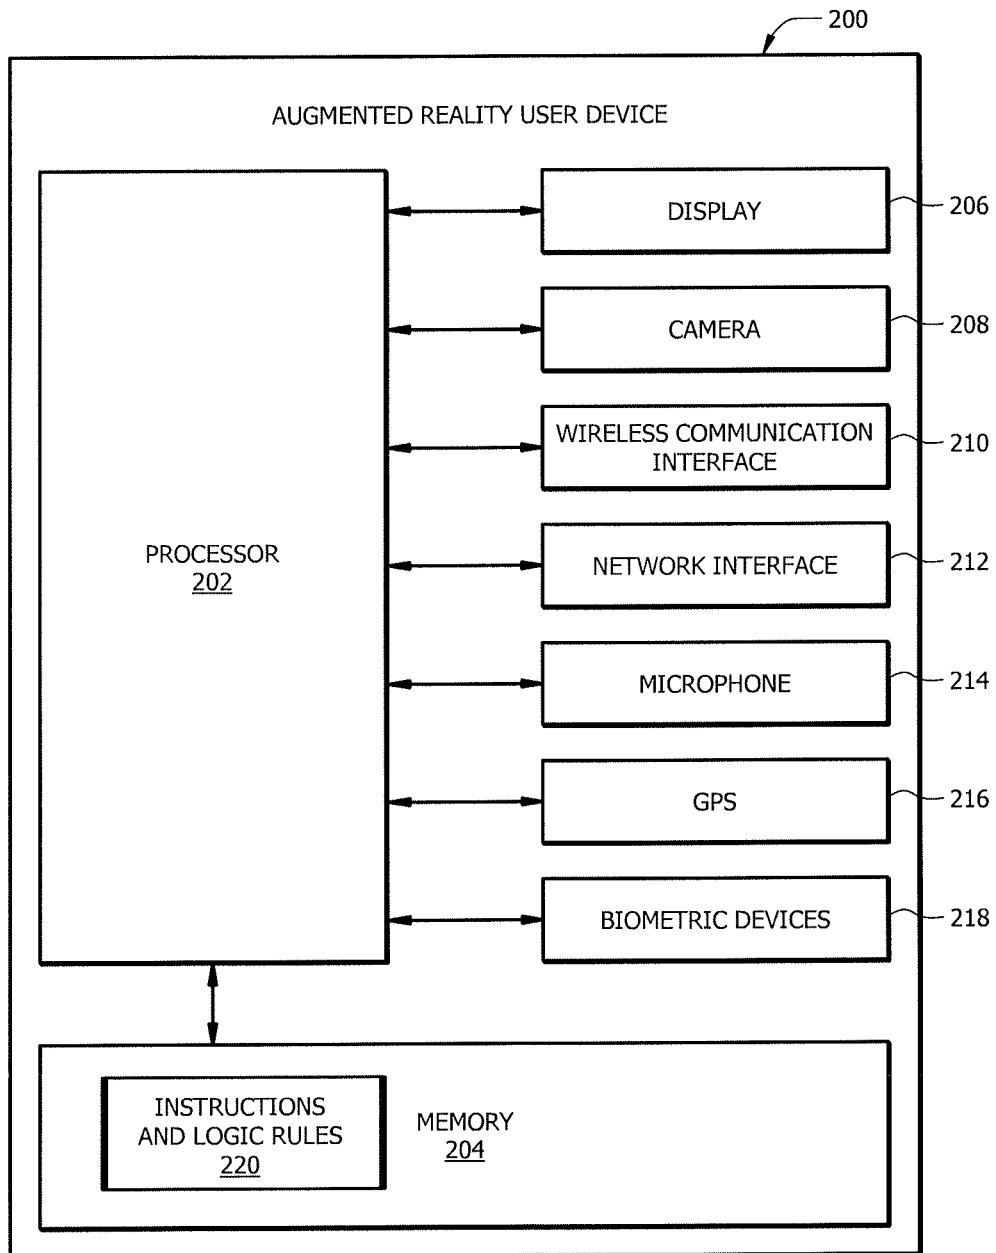 200
AUGMENTED REALITY USER DEVICE
PROCESSOR
202
DISPLAY
206
CAMERA
208
WIRELESS COMMUNICATION
INTERFACE
210
NETWORK INTERFACE
212
MICROPHONE
214
GPS
216
BIOMETRIC DEVICES
218
INSTRUCTIONS
AND LOGIC RULES
220
MEMORY
204